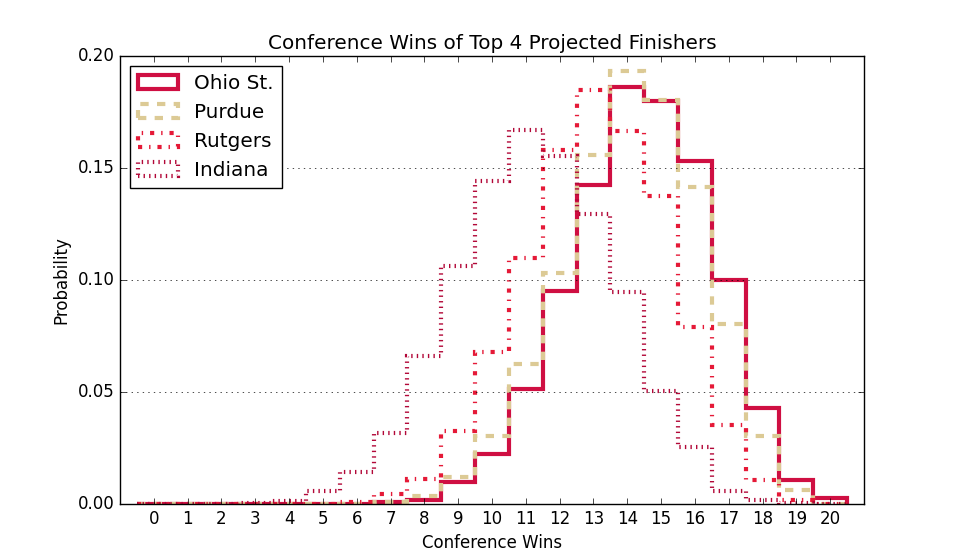 Conference Wins of Top 4 Projected Finishers
Ohio St.
Purdue
Rutgers
Indiana
Probability
0.20
0.15
0.10
0.05
0.00
0 1 2 3 4 5 6 7 8 9 10 11 12 13 14 15 16 17 18 19 20
Conference Wins